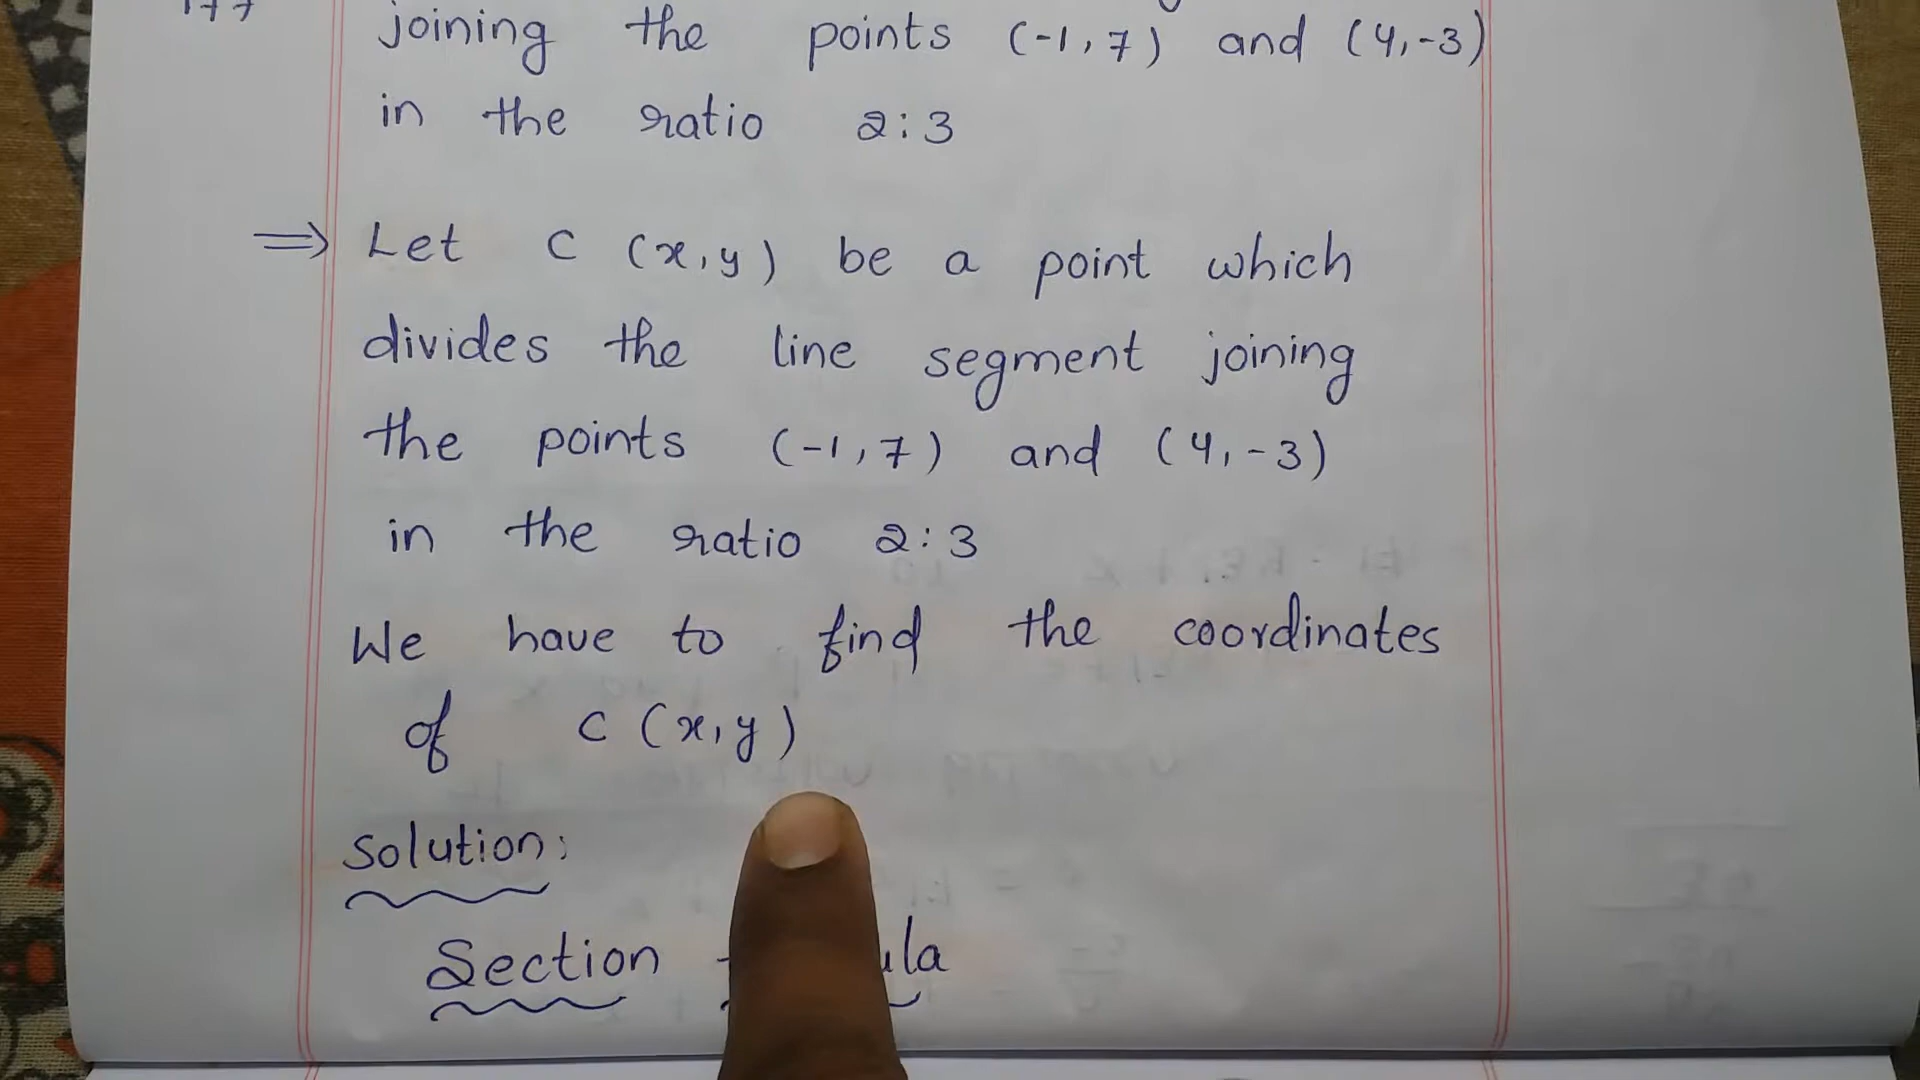 joining the points (-1,7) and (4,-3)
in the ratio 2:3
⇒ Let C (x,y) be a point which
divides the line segment joining
the points (-1,7) and (4,-3)
in the ratio 2:3
We have to find the coordinates
of C(x,y)
Solution:
Section